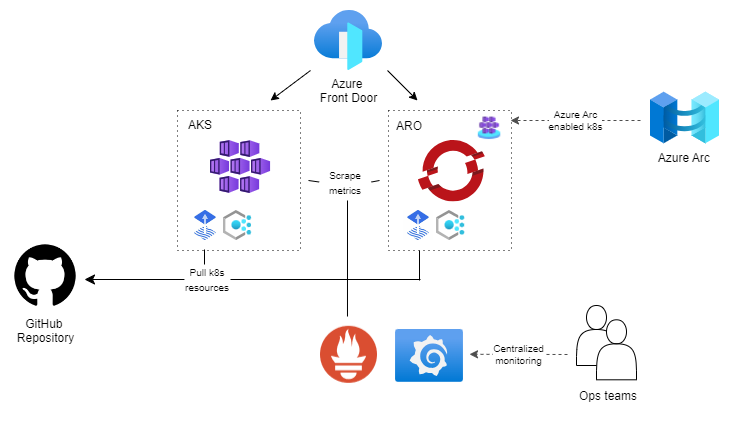 Azure
Front Door
AKS
ARO
Azure Arc
enabled k8s
Azure Arc
Scrape
metrics
Pull k8s
resources
GitHub
Repository
Centralized
monitoring
Ops teams